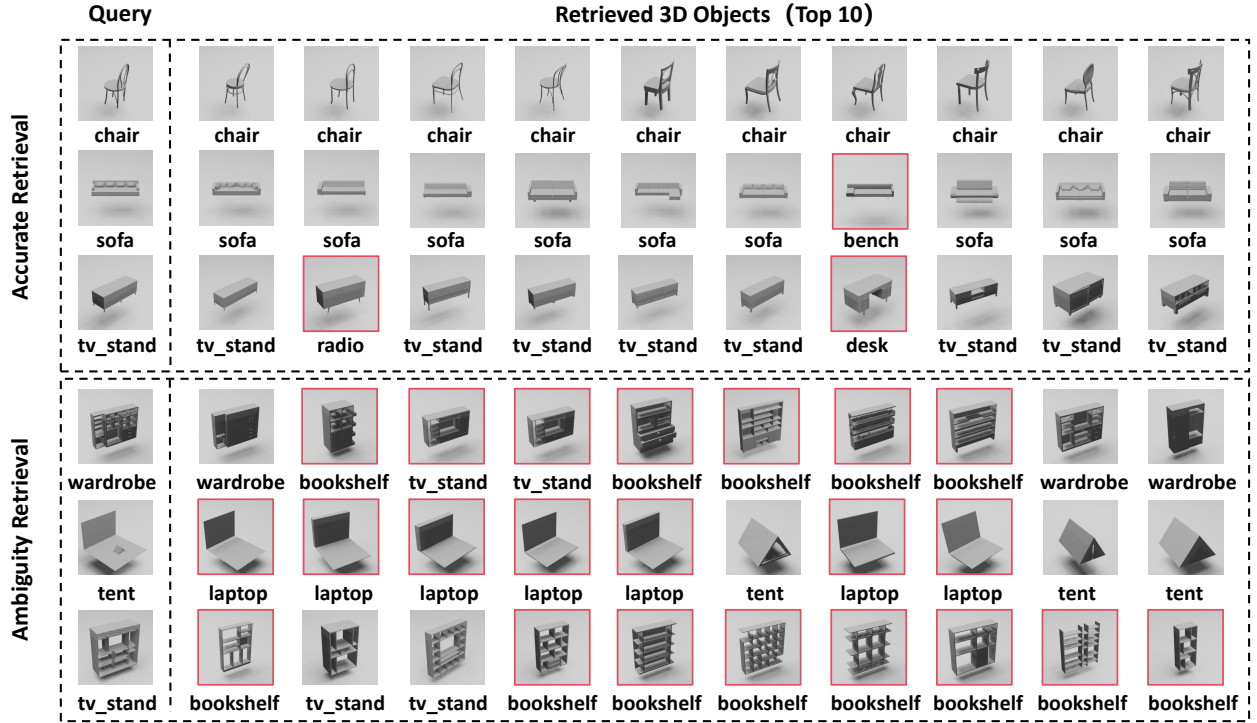 Query Retrieved 3D Objects (Top 10)
Accurate Retrieval
chair chair chair chair chair chair chair chair chair chair chair
sofa sofa sofa sofa sofa sofa sofa bench sofa sofa sofa
tv_stand tv_stand radio tv_stand tv_stand tv_stand tv_stand desk tv_stand tv_stand tv_stand
Ambiguity Retrieval
wardrobe wardrobe bookshelf tv_stand tv_stand bookshelf bookshelf bookshelf bookshelf wardrobe wardrobe
tent laptop laptop laptop laptop laptop tent laptop laptop tent tent
tv_stand bookshelf tv_stand tv_stand bookshelf bookshelf bookshelf bookshelf bookshelf bookshelf bookshelf